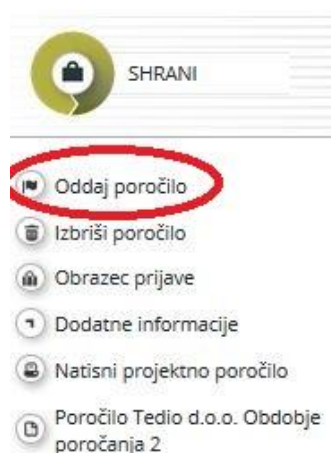 SHRANI
Oddaj poročilo
Izbriši poročilo
Obrazec prijave
Dodatne informacije
Natisni projektno poročilo
Poročilo Tedio d.o.o. Obdobje
poročanja 2